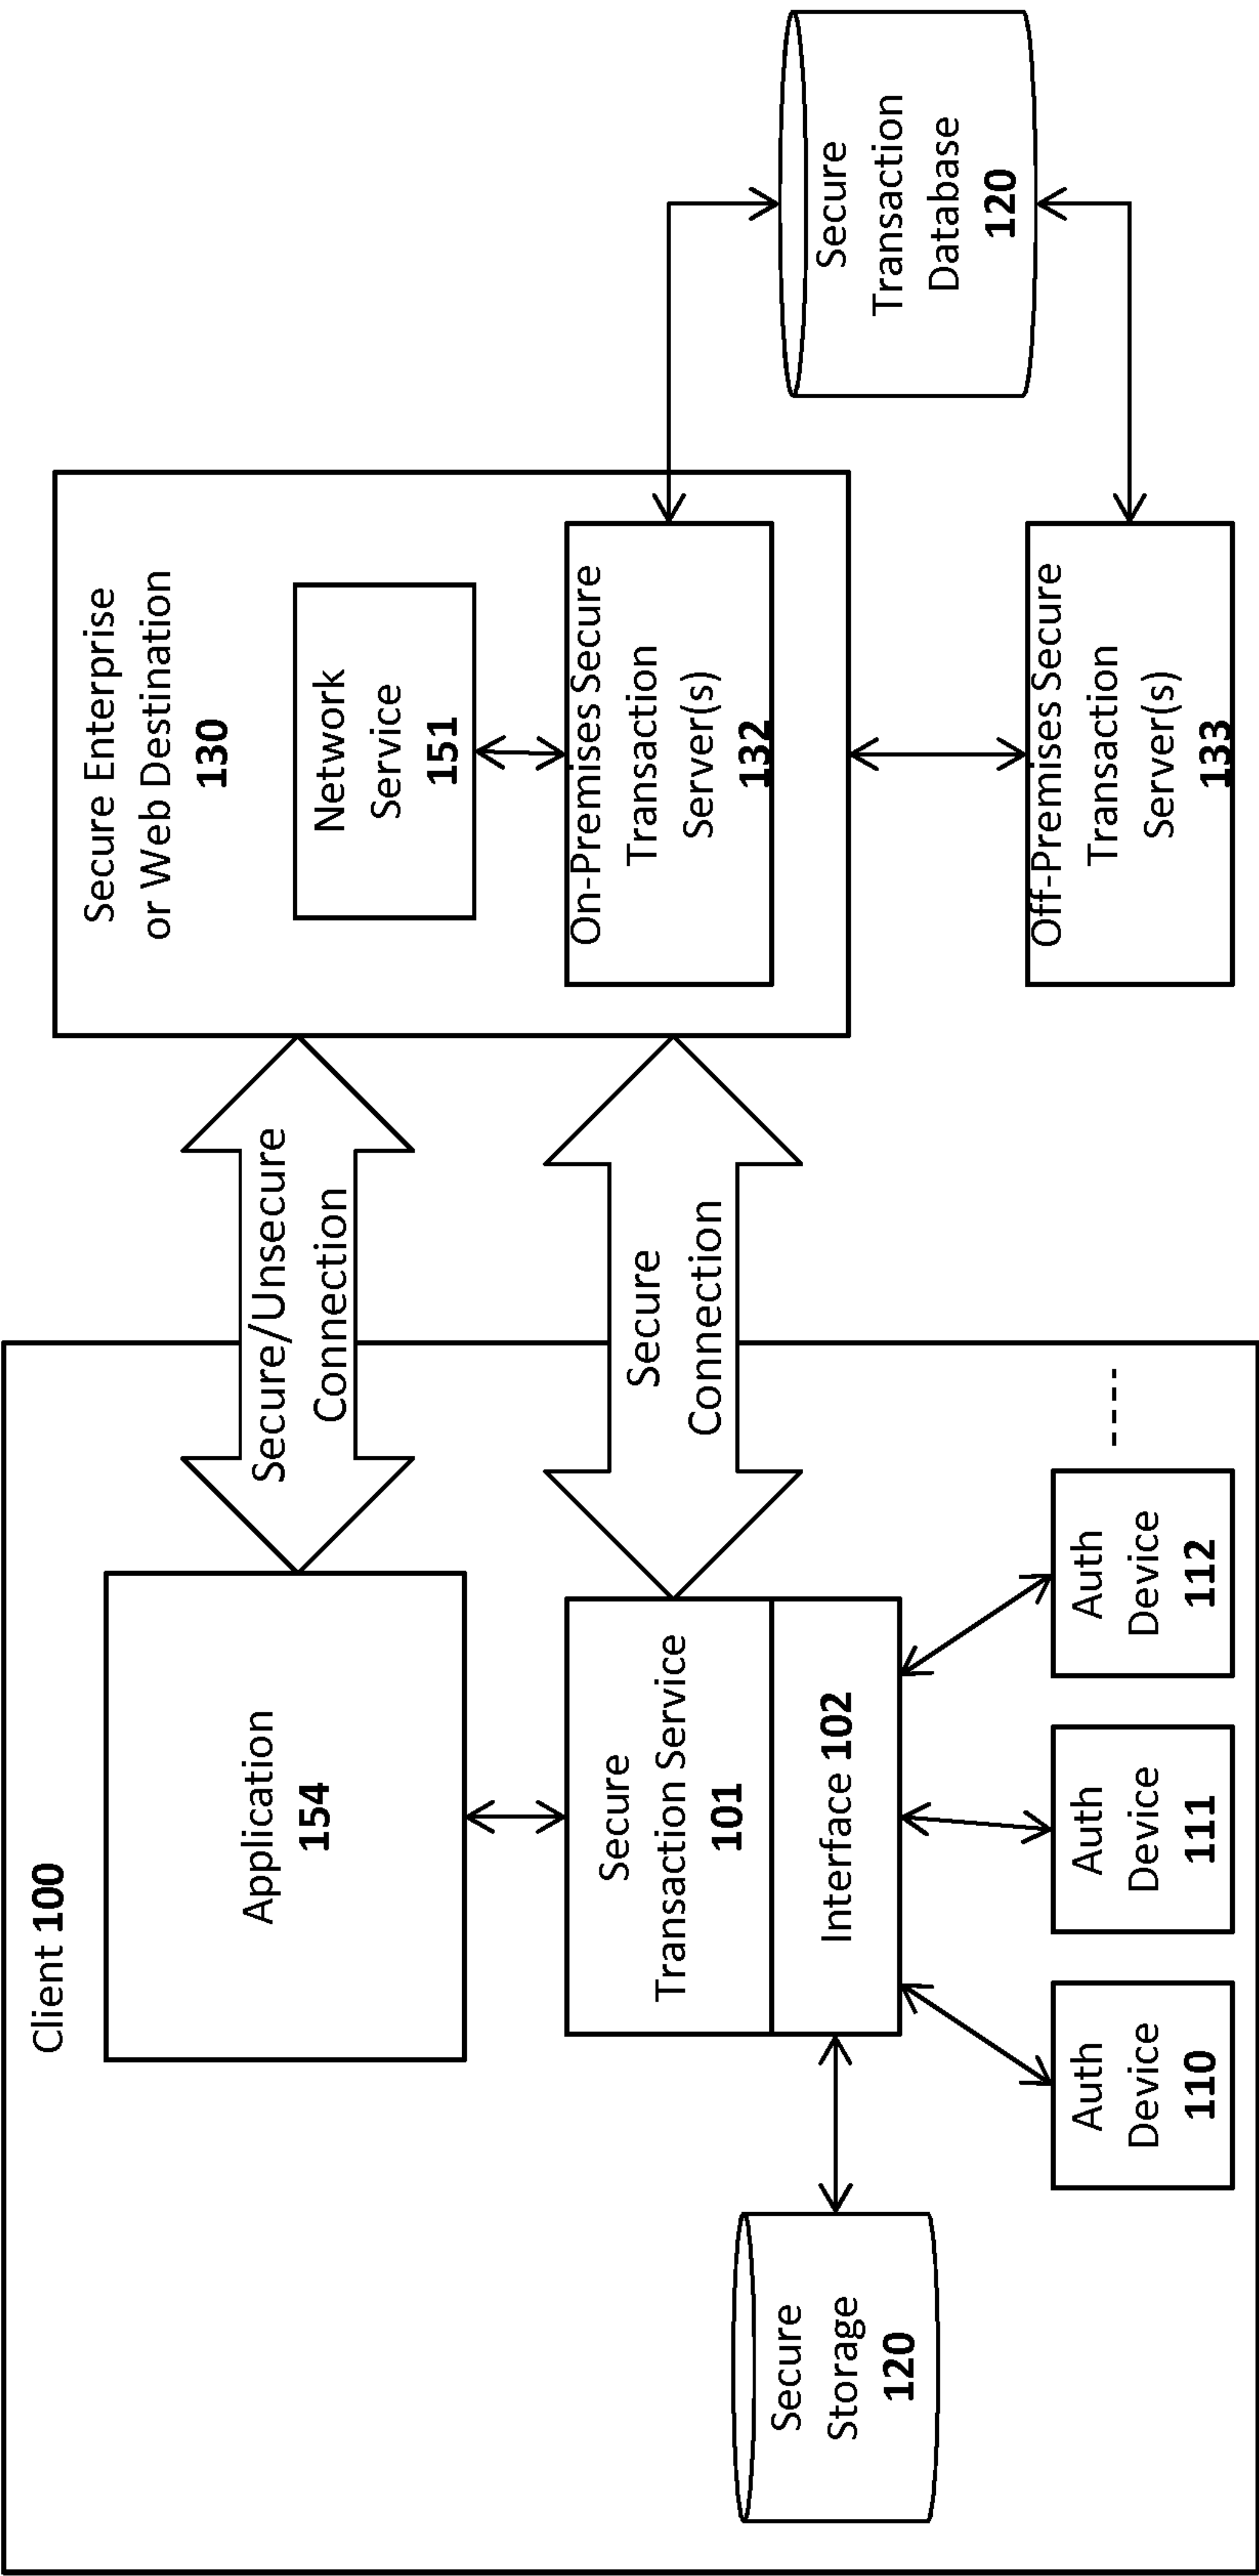 Client 100
Application
154
Secure
Transaction Service
101
Interface 102
Secure
Storage
120
Auth
Device
110
Auth
Device
111
Auth
Device
112
Secure/Unsecure
Connection
Secure
Connection
Secure Enterprise
or Web Destination
130
Network
Service
151
On-Premises Secure
Transaction
Server(s)
132
Off-Premises Secure
Transaction
Server(s)
133
Secure
Transaction
Database
120